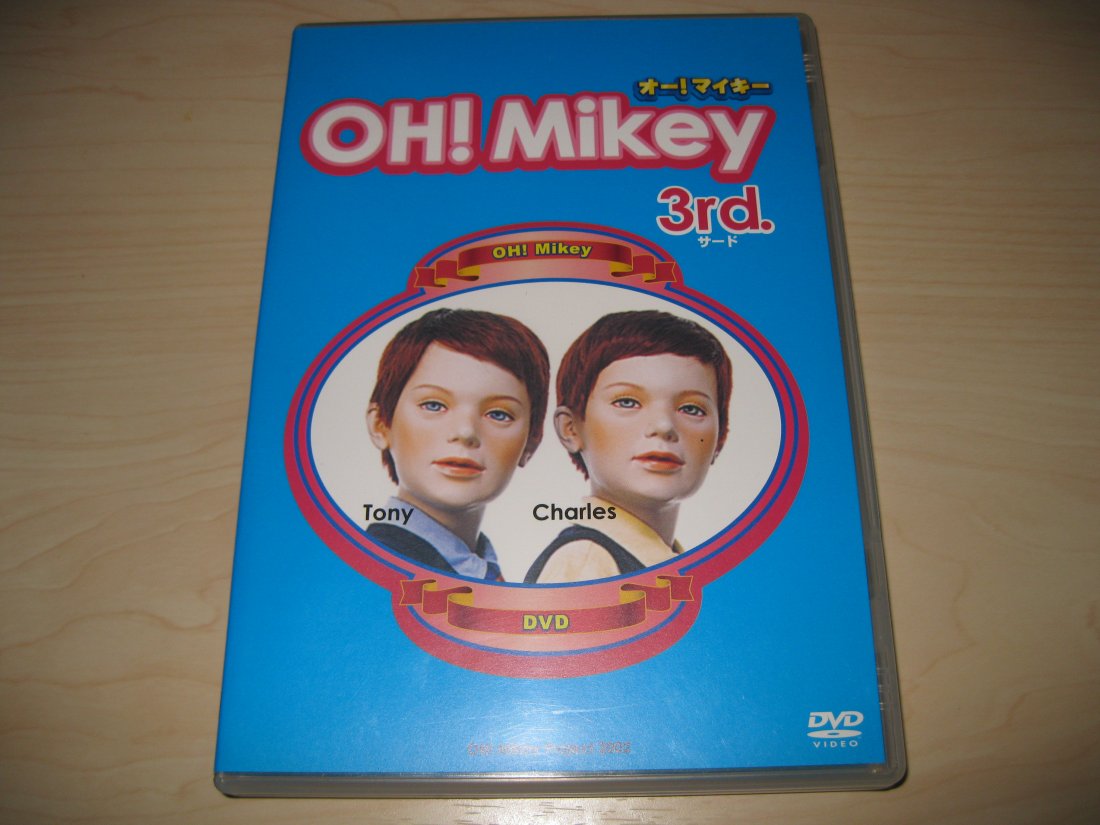 オー!マイキー
OH! Mikey
3rd.
サード
OH! Mikey
Tony
Charles
DVD
DVD
VIDEO